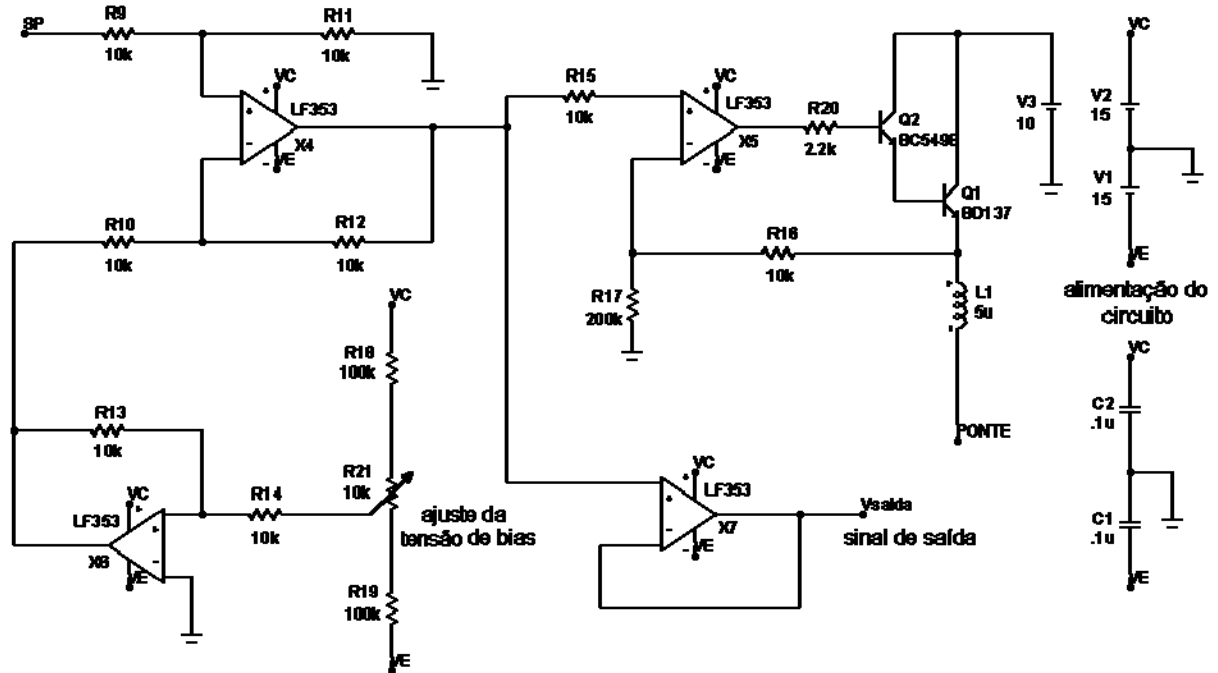 SP
R9
10k
R11
10k
VC
LF353
X4
VE
R10
10k
R12
10k
R15
10k
VC
LF353
X5
VE
R20
2.2k
Q2
BC549B
Q1
BD137
V3
10
VC
V2
15
V1
15
VE
alimentação do
circuito
R16
10k
R17
200k
L1
5u
PONTE
VC
R18
100k
R13
10k
R21
10k
ajuste da
tensão de bias
R14
10k
VC
LF353
X6
VE
R19
100k
VE
VC
LF353
X7
VE
Vsaida
sinal de saída
VC
C2
.1u
C1
.1u
VE